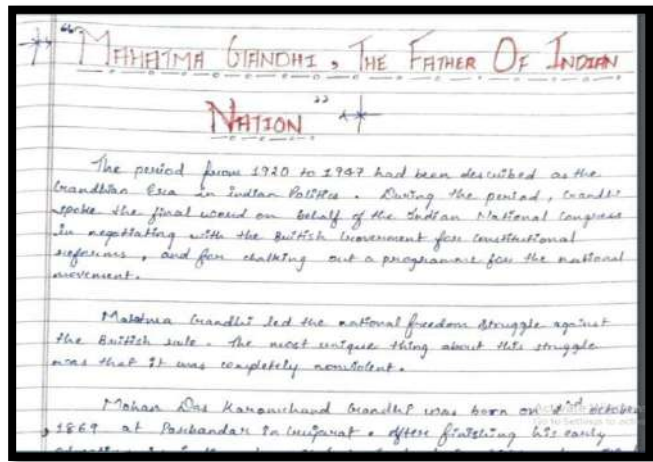 "MAHATMA GANDHI, THE FATHER OF INDIAN
NATION"
The period from 1920 to 1947 had been described as the
Gandhian Era in Indian Politics. During the period, Gandhi
spoke the final word on behalf of the Indian National Congress
in negotiating with the British Government for constitutional
reforms, and for chalking out a programme for the national
movement.
Mahatma Gandhi led the national freedom struggle against
the British rule. The most unique thing about this struggle
was that it was completely nonviolent.
Mohan Das Karamchand Gandhi was born on 2nd October
1869 at Porbandar in Gujarat. After finishing his early